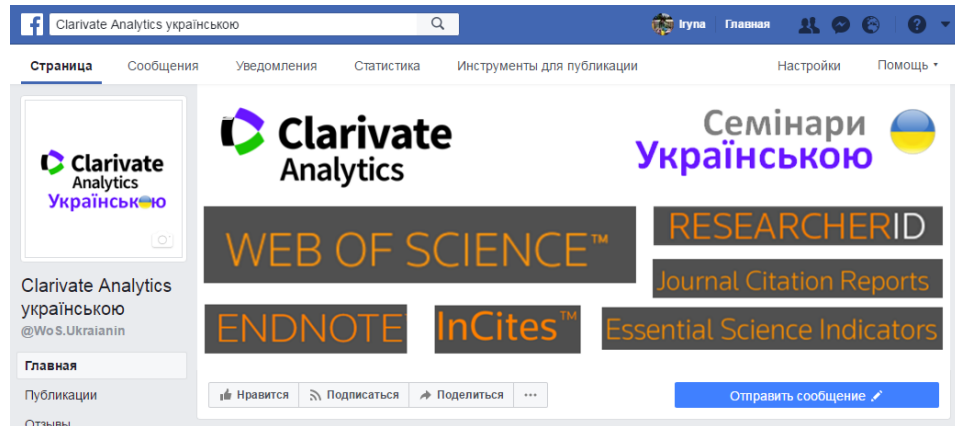 Clarivate Analytics українською
Iryna Главная
Страница Сообщения Уведомления Статистика Инструменты для публикации Настройки Помощь
Clarivate
Analytics
Українською
Clarivate
Analytics
Семінари
Українською
WEB OF SCIENCE™
RESEARCHERID
Journal Citation Reports
ENDNOTE
InCites™
Essential Science Indicators
Clarivate Analytics
українською
@WoS.Ukraianin
Главная
Публикации
Отзывы
Нравится Подписаться Поделиться ...
Отправить сообщение